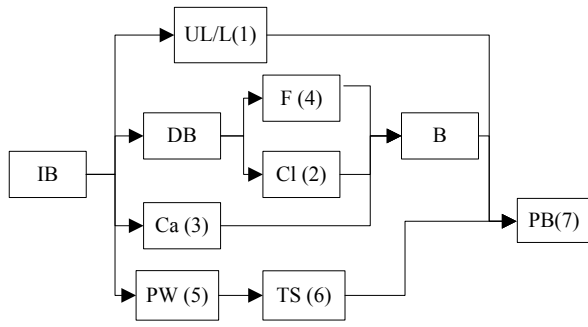 UL/L(1)
F (4)
DB
B
IB
Cl (2)
Ca (3)
PB(7)
PW (5)
TS (6)